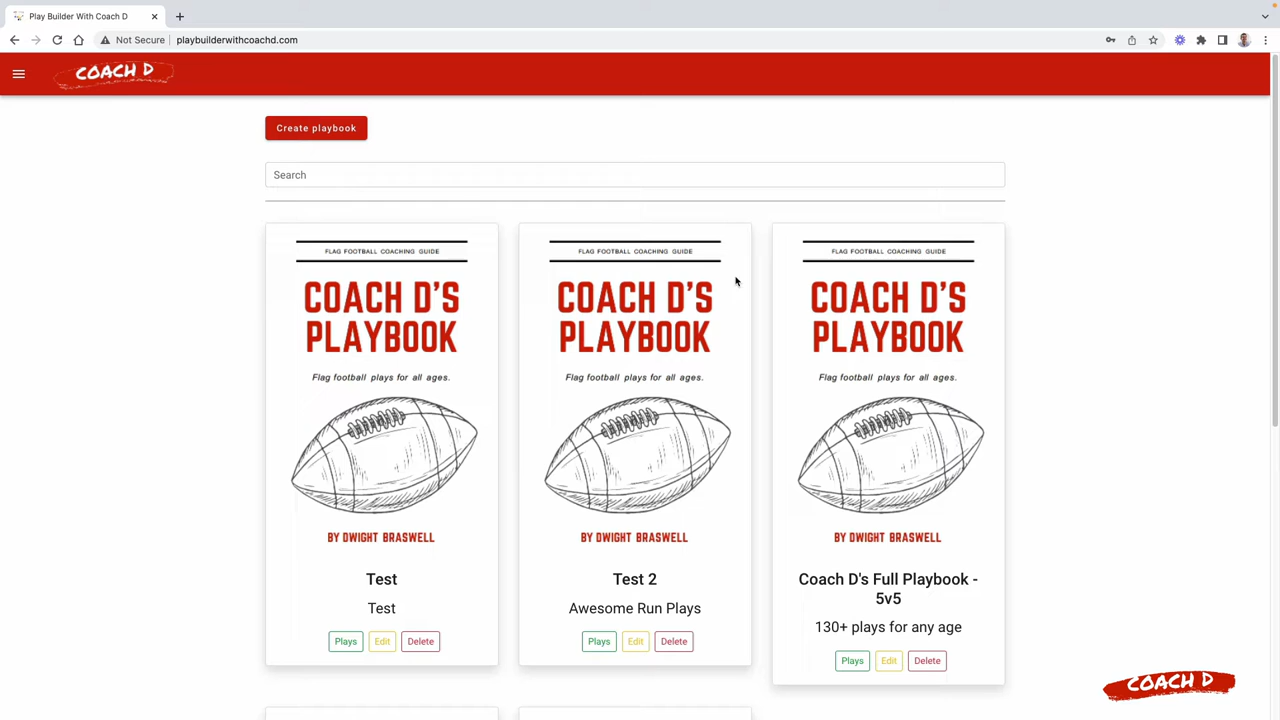 Play Builder With Coach D
Not Secure
playbuilderwithcoachd.com
COACH D
Create playbook
Search
FLAG FOOTBALL COACHING GUIDE
COACH D'S
PLAYBOOK
Flag football plays for all ages.
BY DWIGHT BRASWELL
Test
Test
Plays Edit Delete
FLAG FOOTBALL COACHING GUIDE
COACH D'S
PLAYBOOK
Flag football plays for all ages.
BY DWIGHT BRASWELL
Test 2
Awesome Run Plays
Plays Edit Delete
FLAG FOOTBALL COACHING GUIDE
COACH D'S
PLAYBOOK
Flag football plays for all ages.
BY DWIGHT BRASWELL
Coach D's Full Playbook -
5v5
130+ plays for any age
Plays Edit Delete
COACH D